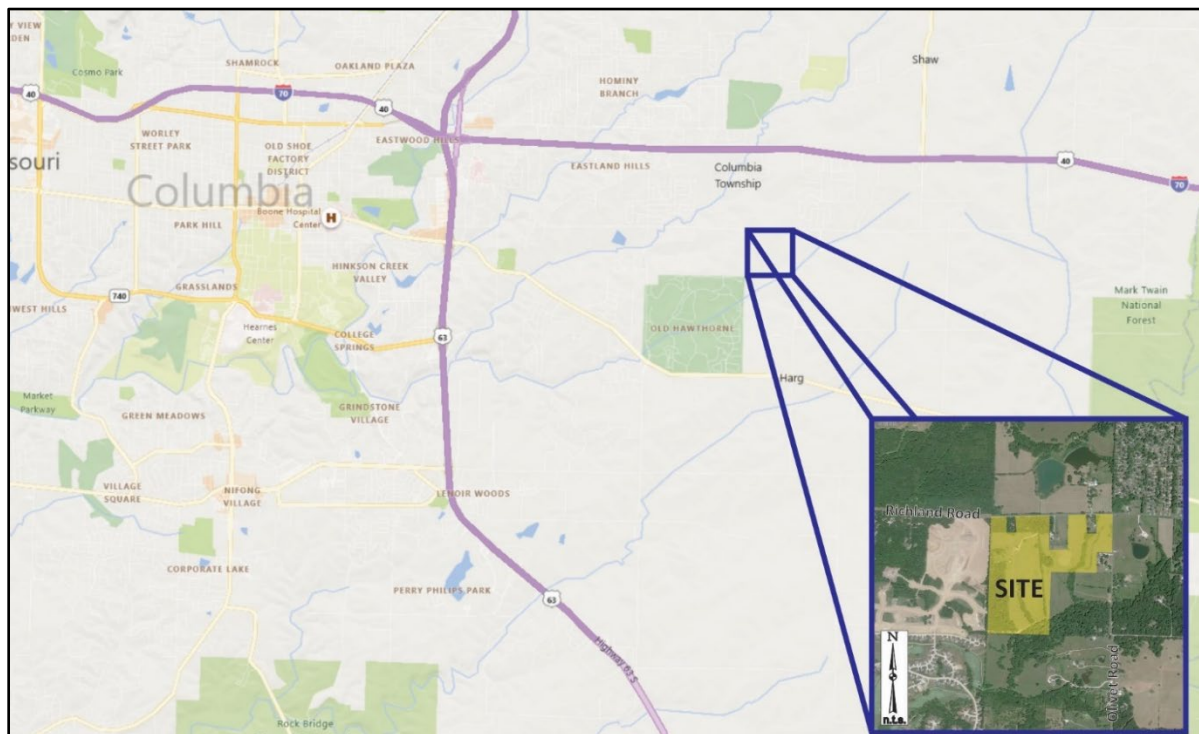 Y VIEW
DEN
Cosmo Park
SHAMROCK
OAKLAND PLAZA
HOMINY
BRANCH
Shaw
40
70
40
WORLEY
STREET PARK
OLD SHOE
FACTORY
DISTRICT
EASTWOOD HILLS
EASTLAND HILLS
Columbia
Township
40
70
souri
Columbia
Boone Hospital
Center
H
PARK HILL
HINKSON CREEK
VALLEY
GRASSLANDS
740
WEST HILLS
Hearnes
Center
COLLEGE
SPRINGS
63
OLD HAWTHORNE
Mark Twain
National
Forest
Harg
Market
Parkway
GREEN MEADOWS
GRINDSTONE
VILLAGE
VILLAGE
SQUARE
NIFONG
VILLAGE
LENOIR WOODS
CORPORATE LAKE
PERRY PHILIPS PARK
63
Highway 63 S
Rock Bridge
Richland Road
SITE
Olivet Road
N
n.t.s.